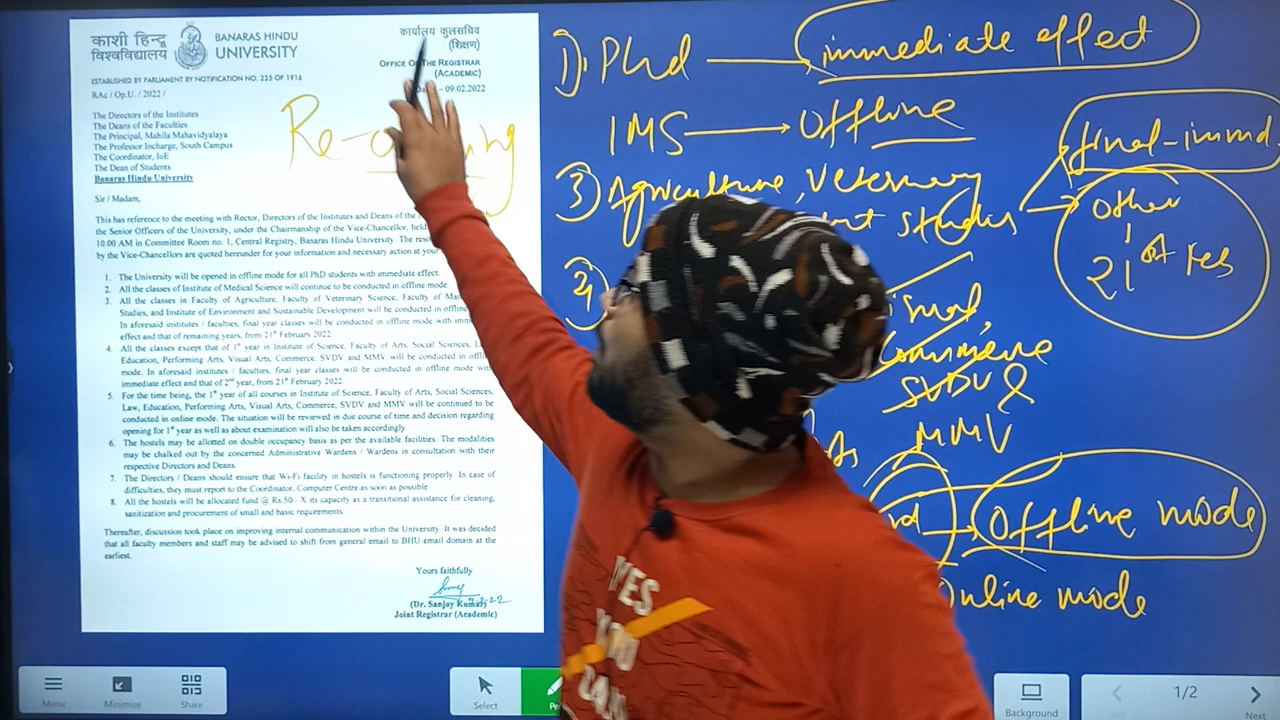 काशी हिन्दू
विश्वविद्यालय
BANARAS HINDU
UNIVERSITY
कार्यालय कुलसचिव
(शिक्षण)
OFFICE OF THE REGISTRAR
(ACADEMIC)
ESTABLISHED BY PARLIAMENT BY NOTIFICATION NO. 225 OF 1916
RAc / Op.U. / 2022 /
09.02.2022
The Directors of the Institutes
The Deans of the Faculties
The Principal, Mahila Mahavidyalaya
The Professor Incharge, South Campus
The Coordinator, IoE
The Dean of Students
Banaras Hindu University
Sir / Madam,
This has reference to the meeting with Rector, Directors of the Institutes and Deans of the
the Senior Officers of the University, under the Chairmanship of the Vice-Chancellor, held
10.00 AM in Committee Room no. 1, Central Registry, Banaras Hindu University. The
by the Vice-Chancellors are quoted hereunder for your information and necessary action at your
1. The University will be opened in offline mode for all PhD students with immediate effect.
2. All the classes of Institute of Medical Science will continue to be conducted in offline mode.
3. All the classes in Faculty of Agriculture, Faculty of Veterinary Science, Faculty of
Studies, and Institute of Environment and Sustainable Development will be conducted in offline
In aforesaid institutes / faculties, final year classes will be conducted in offline mode with
effect and that of remaining years, from 21st February 2022
4. All the classes except that of 1st year in Institute of Science, Faculty of Arts, Social Sciences,
Education, Performing Arts, Visual Arts, Commerce, SVDV and MMV will be conducted in
mode. In aforesaid institutes / faculties, final year classes will be conducted in offline mode with
immediate effect and that of 2nd year, from 21st February 2022
5. For the time being, the 1st year of all courses in Institute of Science, Faculty of Arts, Social Sciences,
Law, Education, Performing Arts, Visual Arts, Commerce, SVDV and MMV will be continued to be
conducted in online mode. The situation will be reviewed in due course of time and decision regarding
opening for 1st year as well as about examination will also be taken accordingly
6. The hostels may be allotted on double occupancy basis as per the available facilities. The modalities
may be chalked out by the concerned Administrative Wardens / Wardens in consultation with their
respective Directors and Deans.
7. The Directors / Deans should ensure that Wi-Fi facility in hostels is functioning properly. In case of
difficulties, they must report to the Coordinator, Computer Centre as soon as possible
8. All the hostels will be allocated fund @ Rs.50/- X its capacity as a transitional assistance for cleaning,
sanitization and procurement of small and basic requirements.
Thereafter, discussion took place on improving internal communication within the University. It was decided
that all faculty members and staff may be advised to shift from general email to BHU email domain at the
earliest.
Yours faithfully
(Dr. Sanjay Kumar)
Joint Registrar (Academic)
1). Phd immediate effect
IMS offline
3) Agriculture, Veternary
studies
final-immd
Other
21st Feb
Commerce
SVDV &
MMV
Offline mode
Online mode
Menu
Minimize
Share
Select
Background
1/2
Next
YES